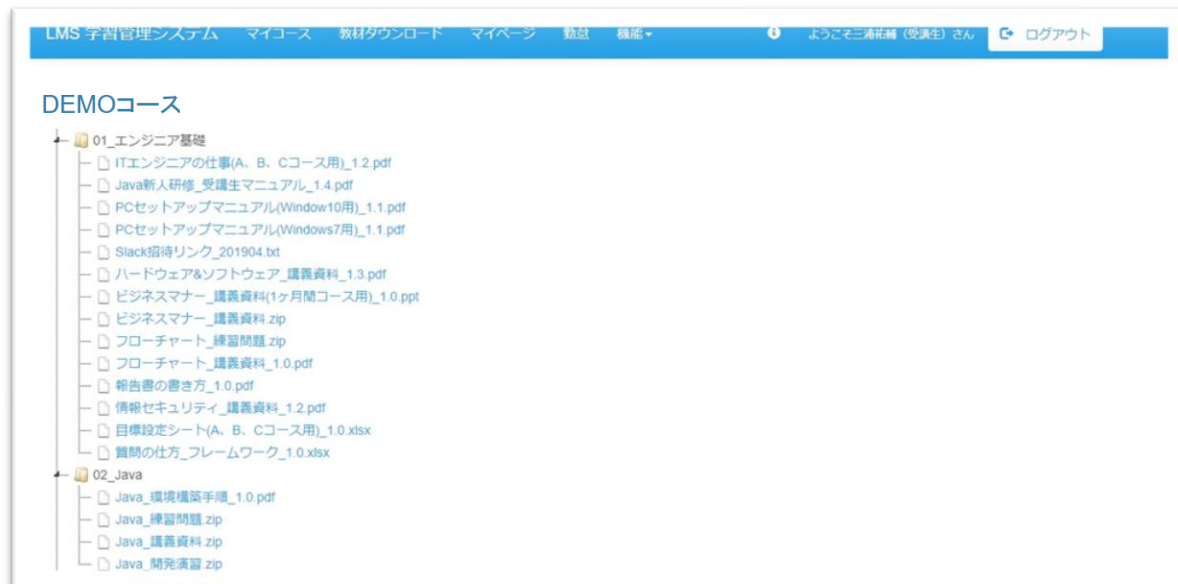 LMS 学習管理システム マイコース 教材ダウンロード マイページ 勤怠 機能 ようこそ三浦祐輔（受講生）さん ログアウト
DEMOコース
01_エンジニア基礎
ITエンジニアの仕事(A、B、Cコース用)_1.2.pdf
Java新人研修_受講生マニュアル_1.4.pdf
PCセットアップマニュアル(Window10用)_1.1.pdf
PCセットアップマニュアル(Windows7用)_1.1.pdf
Slack招待リンク_201904.txt
ハードウェア&ソフトウェア_講義資料_1.3.pdf
ビジネスマナー_講義資料(1ヶ月間コース用)_1.0.ppt
ビジネスマナー_講義資料.zip
フローチャート_練習問題.zip
フローチャート_講義資料_1.0.pdf
報告書の書き方_1.0.pdf
情報セキュリティ_講義資料_1.2.pdf
目標設定シート(A、B、Cコース用)_1.0.xlsx
質問の仕方_フレームワーク_1.0.xlsx
02_Java
Java_環境構築手順_1.0.pdf
Java_練習問題.zip
Java_講義資料.zip
Java_開発演習.zip